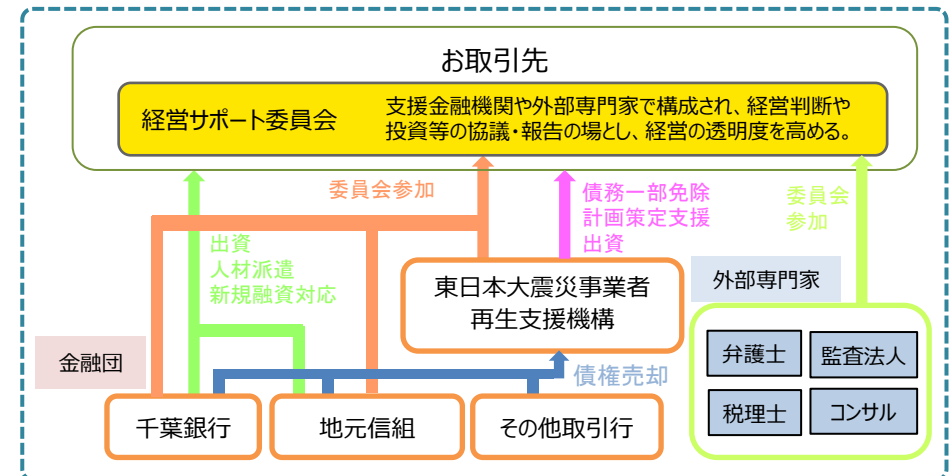 お取引先
経営サポート委員会
支援金融機関や外部専門家で構成され、経営判断や
投資等の協議・報告の場とし、経営の透明度を高める。
委員会参加
債務一部免除
計画策定支援
出資
委員会
参加
出資
人材派遣
新規融資対応
東日本大震災事業者
再生支援機構
外部専門家
弁護士
監査法人
税理士
コンサル
金融団
債権売却
千葉銀行
地元信組
その他取引行